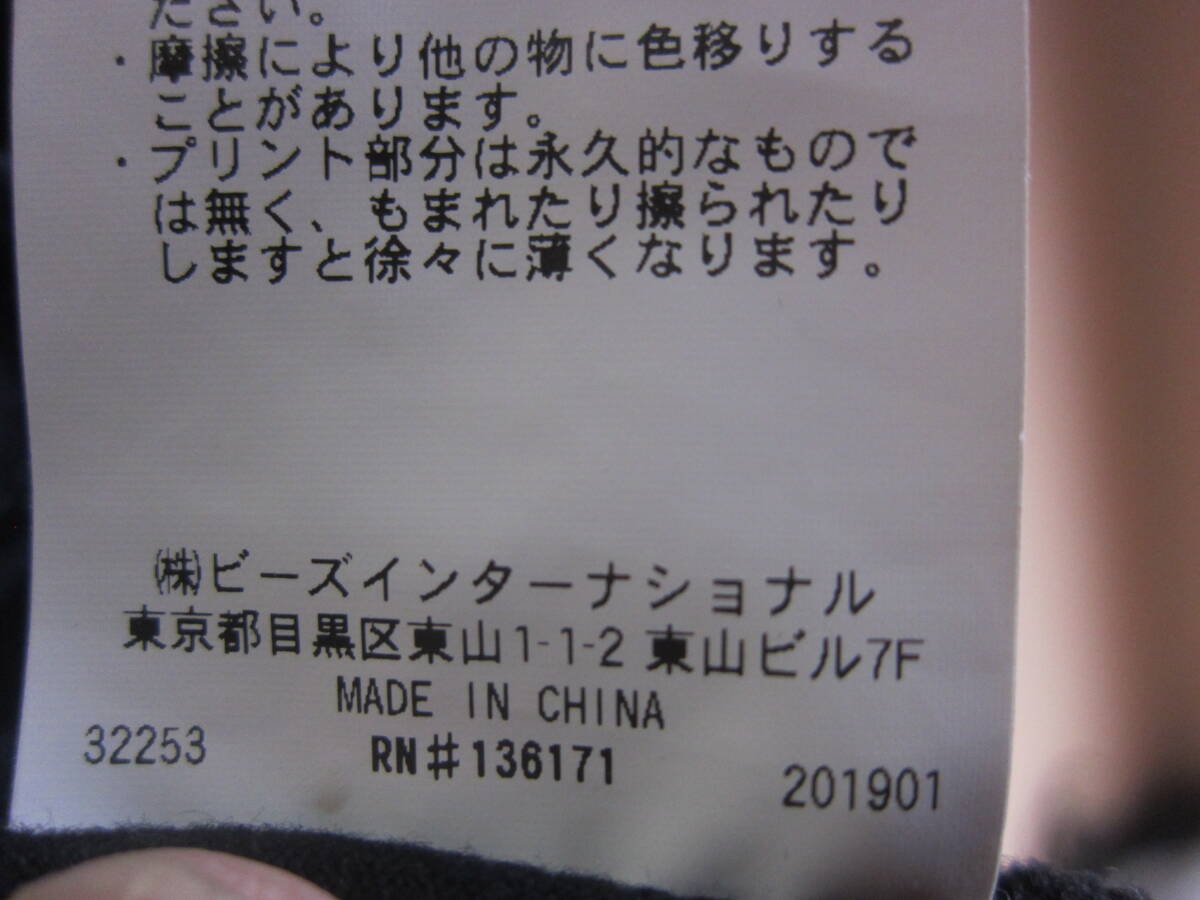 ださい。
・摩擦により他の物に色移りする
ことがあります。
・プリント部分は永久的なもので
は無く、もまれたり擦られたり
しますと徐々に薄くなります。
㈱ビーズインターナショナル
東京都目黒区東山1-1-2 東山ビル7F
MADE IN CHINA
32253 RN#136171 201901